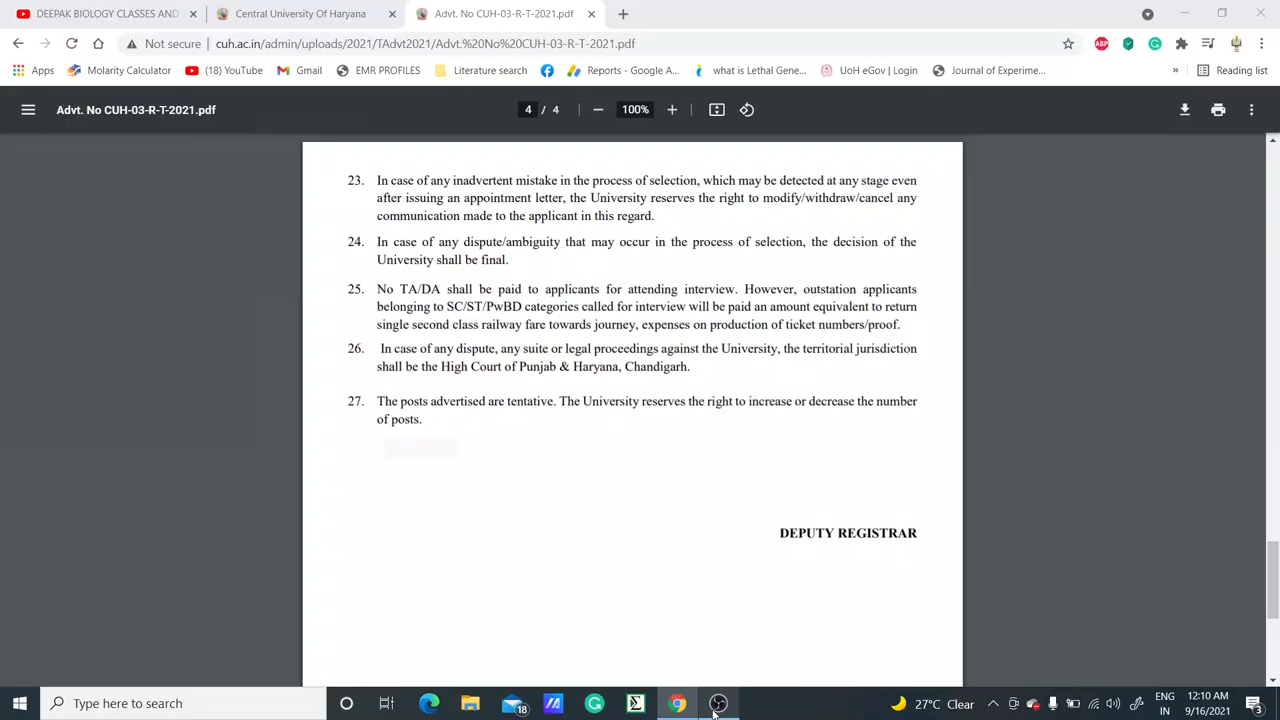 DEEPAK BIOLOGY CLASSES AND
Central University Of Haryana
Advt. No CUH-03-R-T-2021.pdf
Not secure
cuh.ac.in/admin/uploads/2021/TAdvt2021/Advt.%20No%20CUH-03-R-T-2021.pdf
ABP
Apps
Molarity Calculator
(18) YouTube
Gmail
EMR PROFILES
Literature search
Reports - Google A...
what is Lethal Gene...
UoH eGov | Login
Journal of Experime...
»
Reading list
Advt. No CUH-03-R-T-2021.pdf
4 / 4
100%
23. In case of any inadvertent mistake in the process of selection, which may be detected at any stage even
after issuing an appointment letter, the University reserves the right to modify/withdraw/cancel any
communication made to the applicant in this regard.
24. In case of any dispute/ambiguity that may occur in the process of selection, the decision of the
University shall be final.
25. No TA/DA shall be paid to applicants for attending interview. However, outstation applicants
belonging to SC/ST/PwBD categories called for interview will be paid an amount equivalent to return
single second class railway fare towards journey, expenses on production of ticket numbers/proof.
26. In case of any dispute, any suite or legal proceedings against the University, the territorial jurisdiction
shall be the High Court of Punjab & Haryana, Chandigarh.
27. The posts advertised are tentative. The University reserves the right to increase or decrease the number
of posts.
DEPUTY REGISTRAR
Type here to search
18
27°C Clear
ENG
IN
12:10 AM
9/16/2021
3